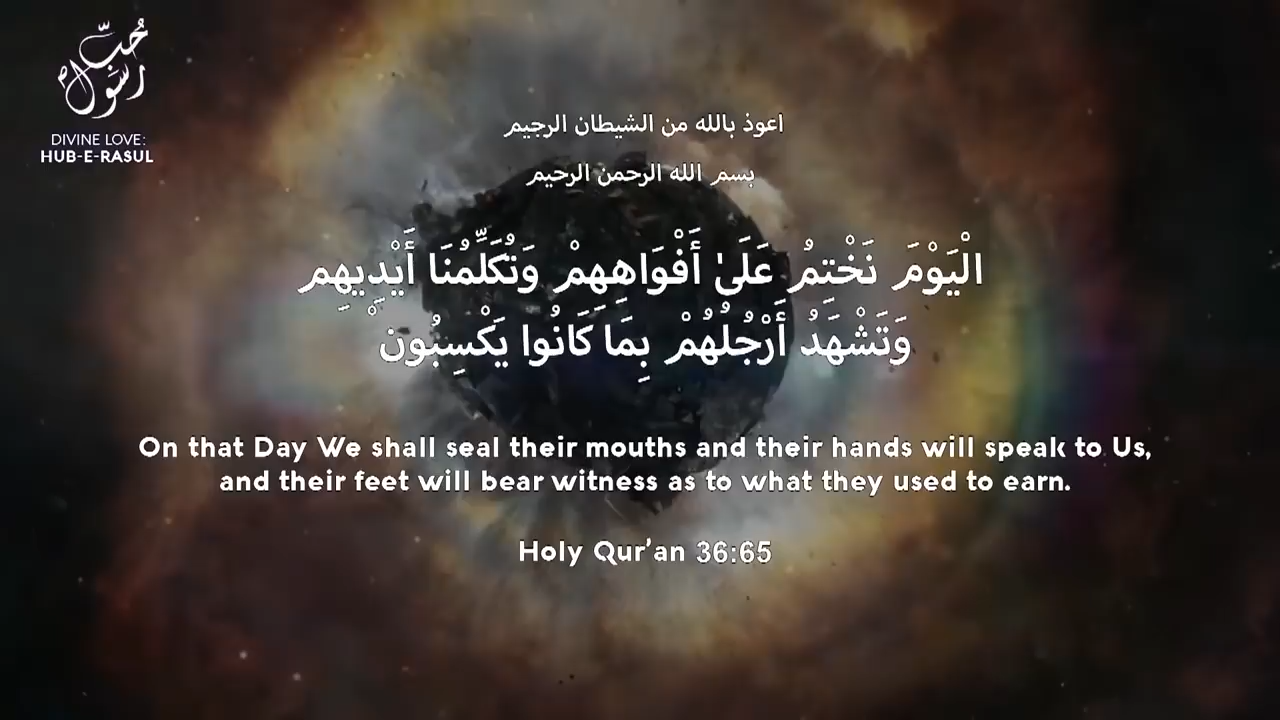 حُبِّ
رَسُوْل
DIVINE LOVE:
HUB-E-RASUL
اعوذ بالله من الشيطان الرجيم
بسم الله الرحمن الرحيم
الْيَوْمَ نَخْتِمُ عَلَىٰ أَفْوَاهِهِمْ وَتُكَلِّمُنَا أَيْدِيهِمْ
وَتَشْهَدُ أَرْجُلُهُمْ بِمَا كَانُوا يَكْسِبُون
On that Day We shall seal their mouths and their hands will speak to Us,
and their feet will bear witness as to what they used to earn.
Holy Qur'an 36:65